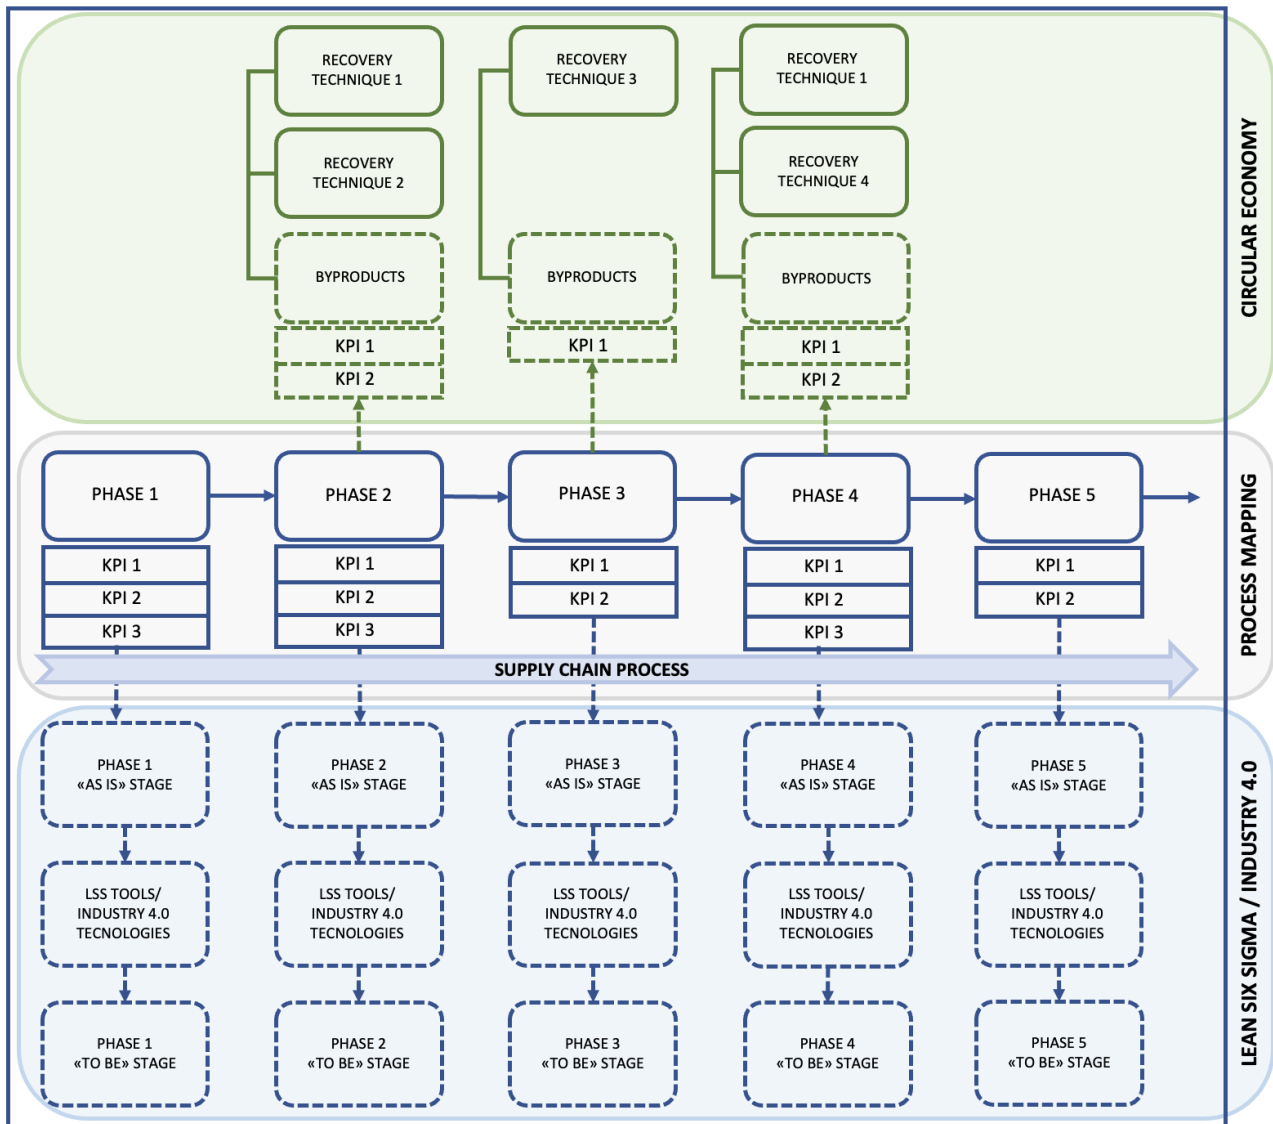 RECOVERY
TECHNIQUE 1
RECOVERY
TECHNIQUE 3
RECOVERY
TECHNIQUE 1
RECOVERY
TECHNIQUE 2
RECOVERY
TECHNIQUE 4
BYPRODUCTS
BYPRODUCTS
BYPRODUCTS
KPI 1
KPI 1
KPI 1
KPI 2
KPI 2
CIRCULAR ECONOMY
PHASE 1
PHASE 2
PHASE 3
PHASE 4
PHASE 5
KPI 1
KPI 1
KPI 1
KPI 1
KPI 1
KPI 2
KPI 2
KPI 2
KPI 2
KPI 2
KPI 3
KPI 3
KPI 3
SUPPLY CHAIN PROCESS
PROCESS MAPPING
PHASE 1
«AS IS» STAGE
PHASE 2
«AS IS» STAGE
PHASE 3
«AS IS» STAGE
PHASE 4
«AS IS» STAGE
PHASE 5
«AS IS» STAGE
LSS TOOLS/
INDUSTRY 4.0
TECNOLOGIES
LSS TOOLS/
INDUSTRY 4.0
TECNOLOGIES
LSS TOOLS/
INDUSTRY 4.0
TECNOLOGIES
LSS TOOLS/
INDUSTRY 4.0
TECNOLOGIES
LSS TOOLS/
INDUSTRY 4.0
TECNOLOGIES
PHASE 1
«TO BE» STAGE
PHASE 2
«TO BE» STAGE
PHASE 3
«TO BE» STAGE
PHASE 4
«TO BE» STAGE
PHASE 5
«TO BE» STAGE
LEAN SIX SIGMA / INDUSTRY 4.0